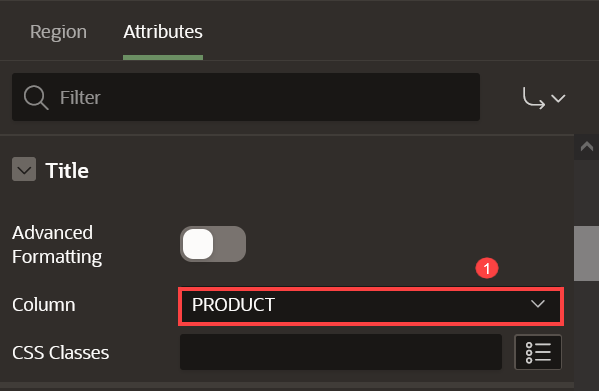 Region Attributes
Filter
Title
Advanced
Formatting
1
Column PRODUCT
CSS Classes